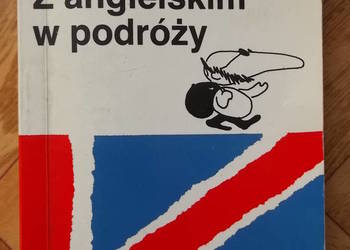 Z angielskim
w podróży